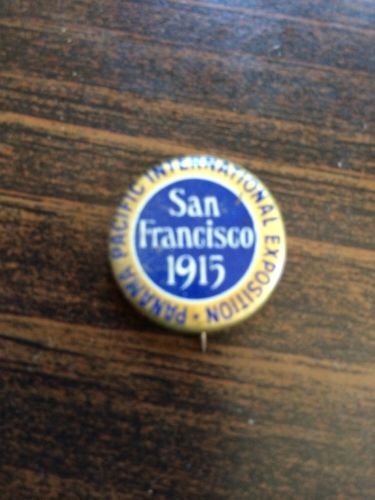 PANAMA PACIFIC INTERNATIONAL EXPOSITION •
San
Francisco
1915